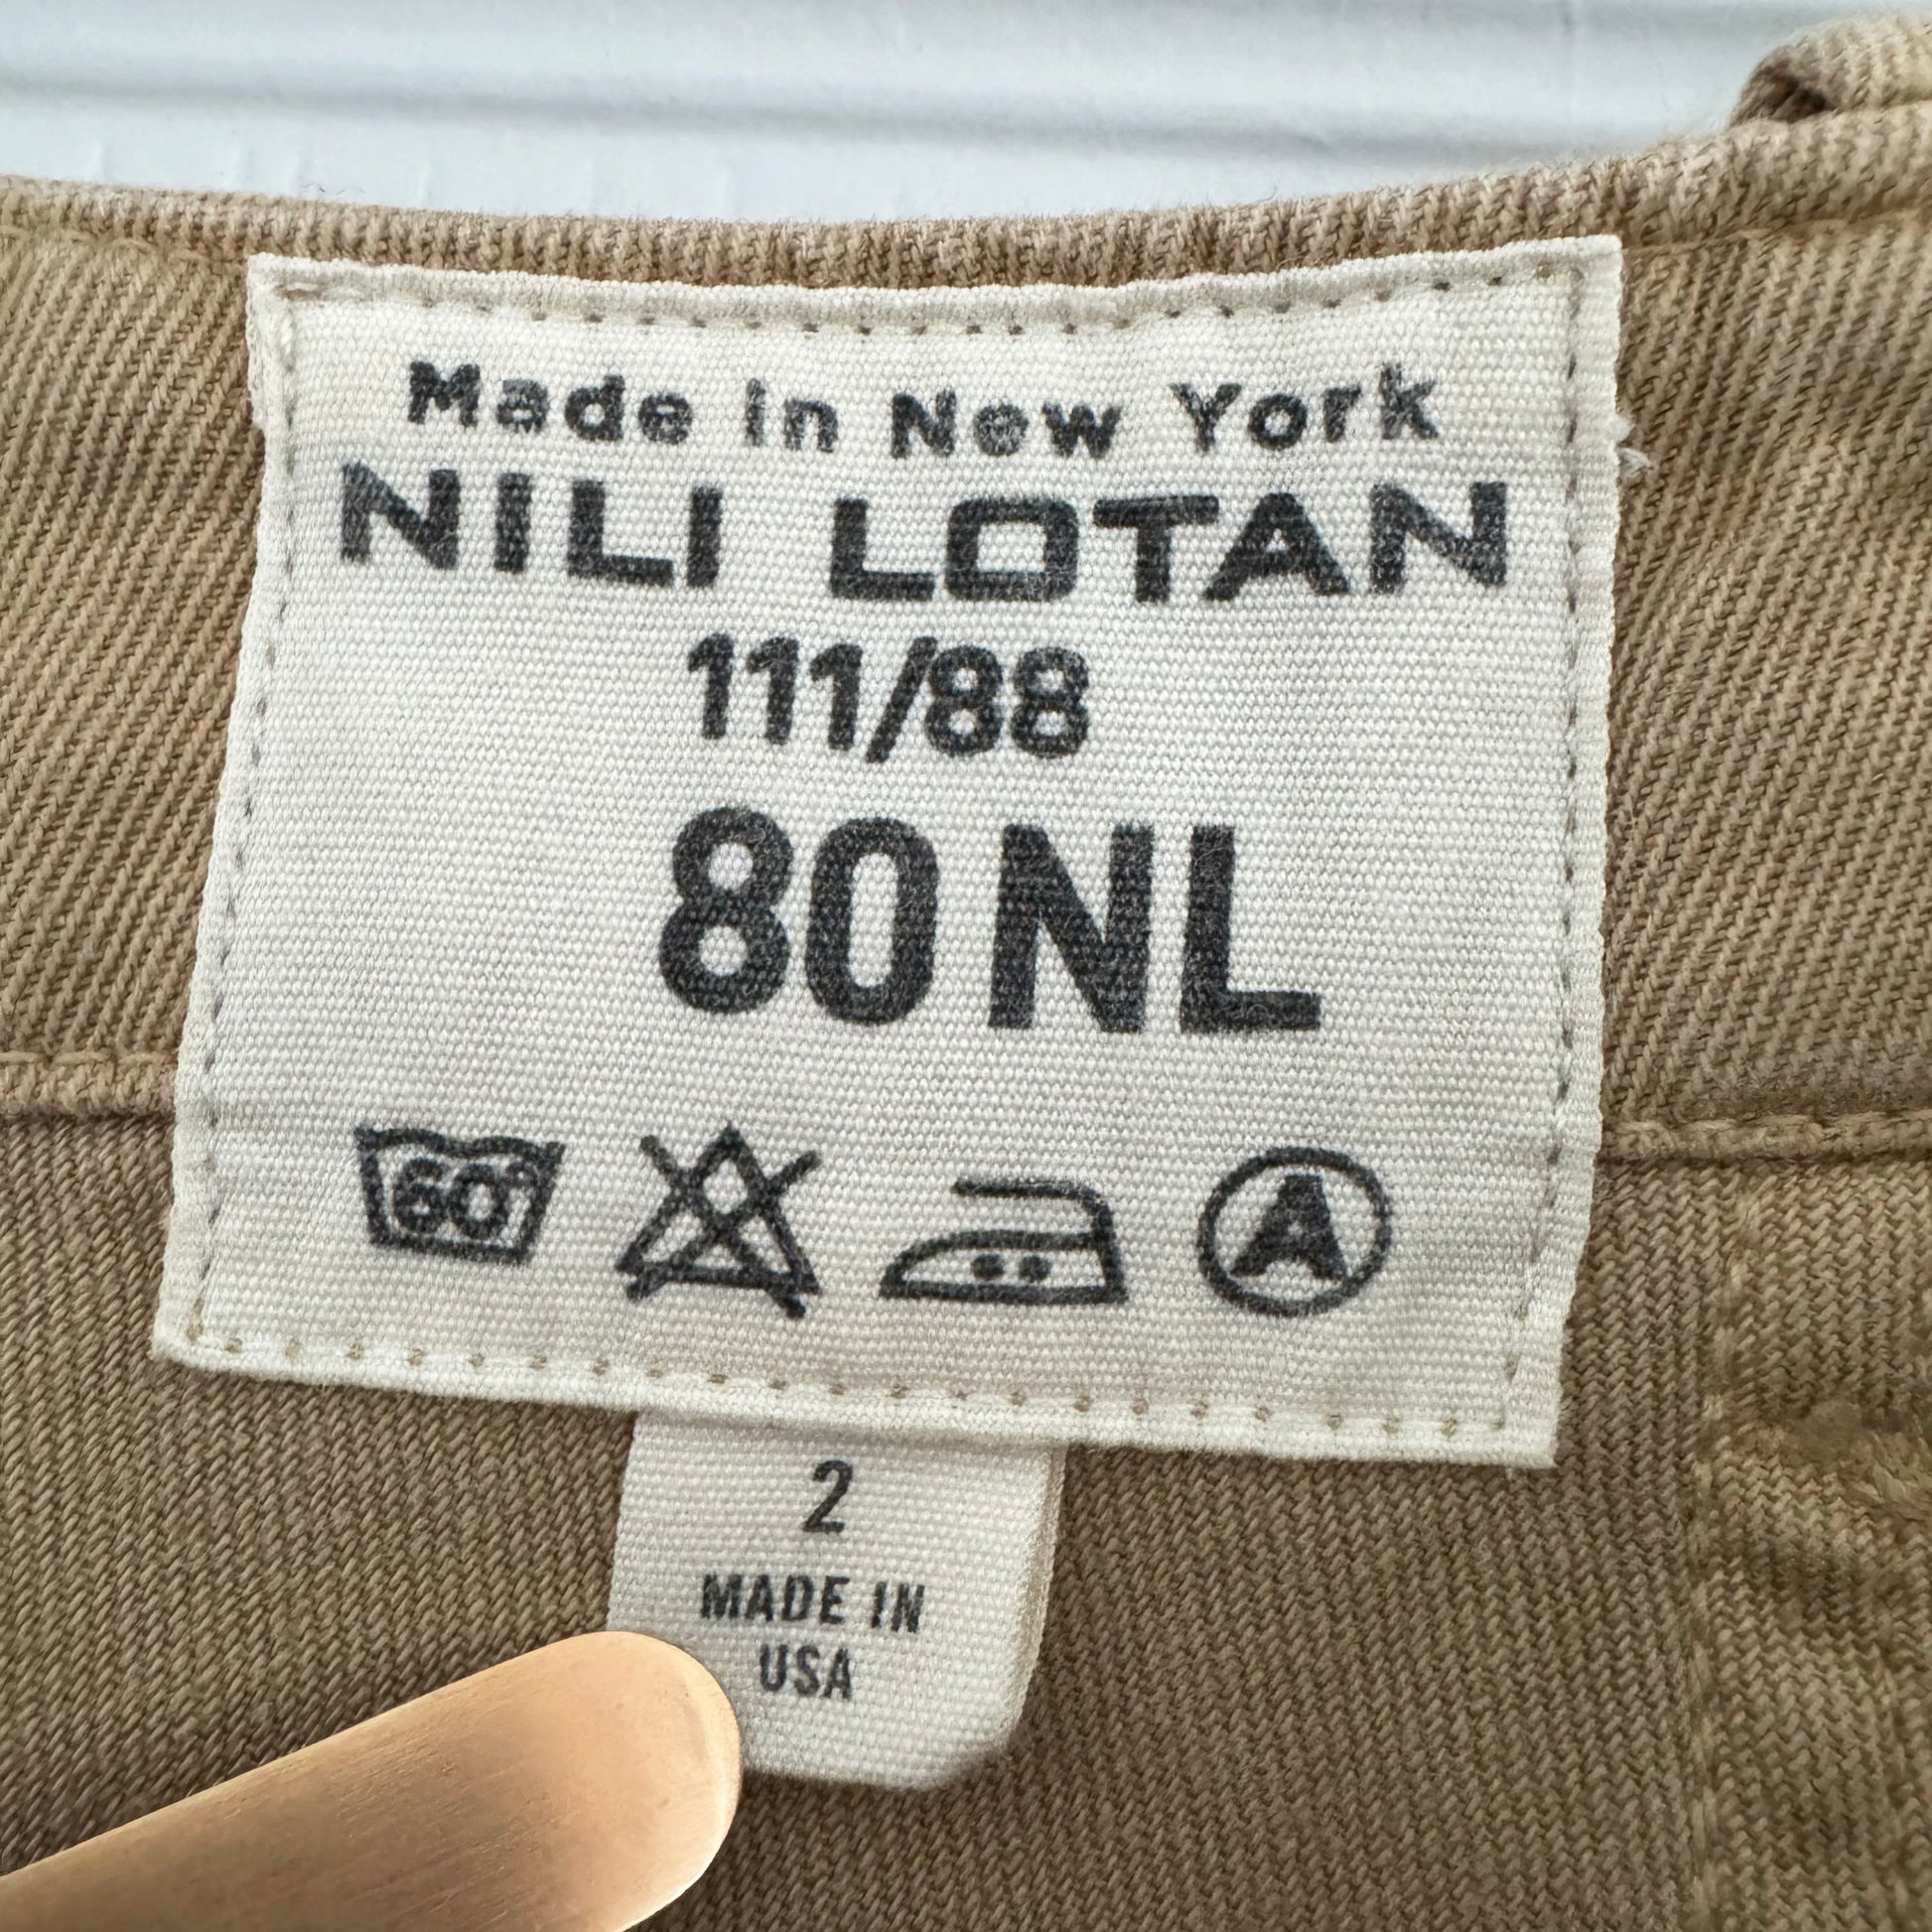 Made in New York
NILI LOTAN
111/88
80 NL
60°
A
2
MADE IN
USA